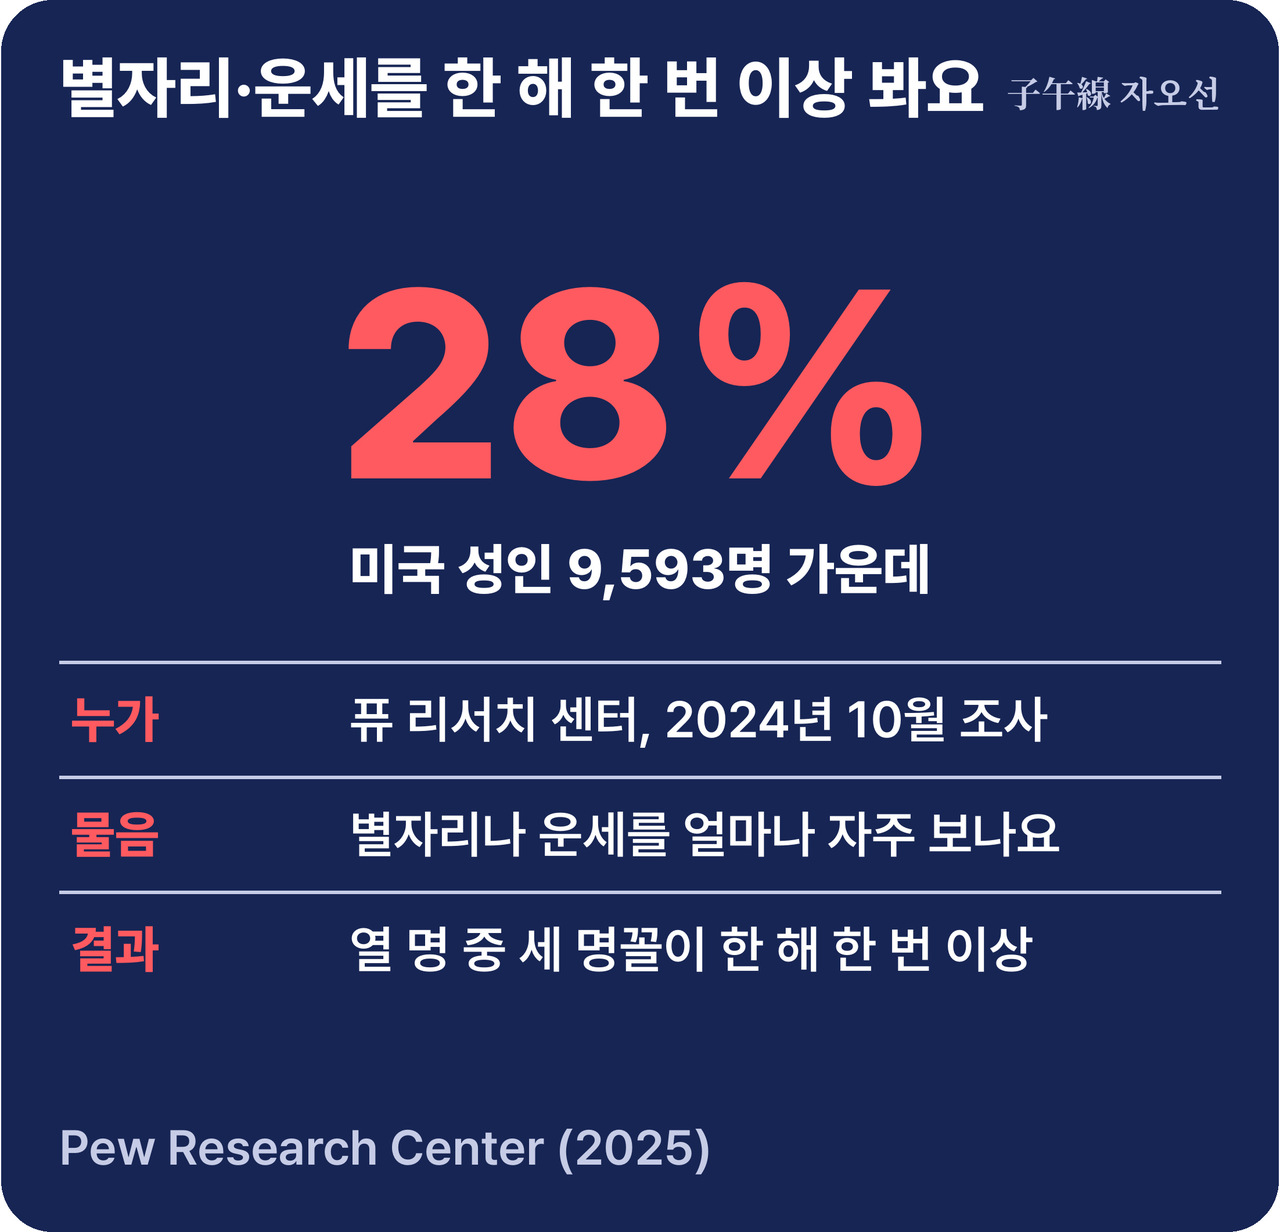 별자리·운세를 한 해 한 번 이상 봐요 子午線 자오선
28%
미국 성인 9,593명 가운데
누가 퓨 리서치 센터, 2024년 10월 조사
물음 별자리나 운세를 얼마나 자주 보나요
결과 열 명 중 세 명꼴이 한 해 한 번 이상
Pew Research Center (2025)